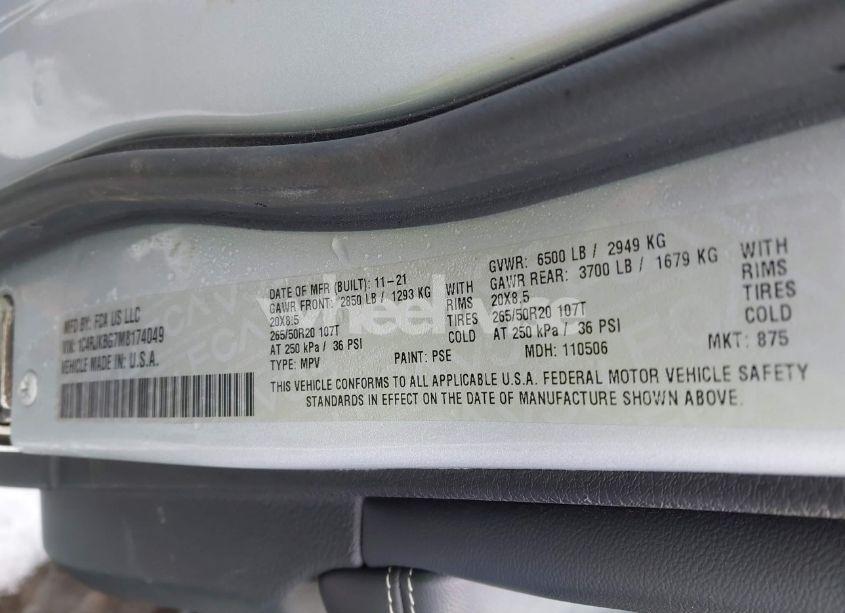 MFD BY: FCA US LLC
VIN: 1C4RJKBG7M8174049
VEHICLE MADE IN: U.S.A.
DATE OF MFR (BUILT): 11-21
GAWR FRONT: 2850 LB / 1293 KG WITH
20X8.5 RIMS
265/50R20 107T TIRES
AT 250 kPa / 36 PSI COLD
TYPE: MPV PAINT: PSE
GVWR: 6500 LB / 2949 KG
GAWR REAR: 3700 LB / 1679 KG WITH
20X8.5 RIMS
265/50R20 107T TIRES
AT 250 kPa / 36 PSI COLD
MDH: 110506 MKT: 875
THIS VEHICLE CONFORMS TO ALL APPLICABLE U.S.A. FEDERAL MOTOR VEHICLE SAFETY
STANDARDS IN EFFECT ON THE DATE OF MANUFACTURE SHOWN ABOVE.